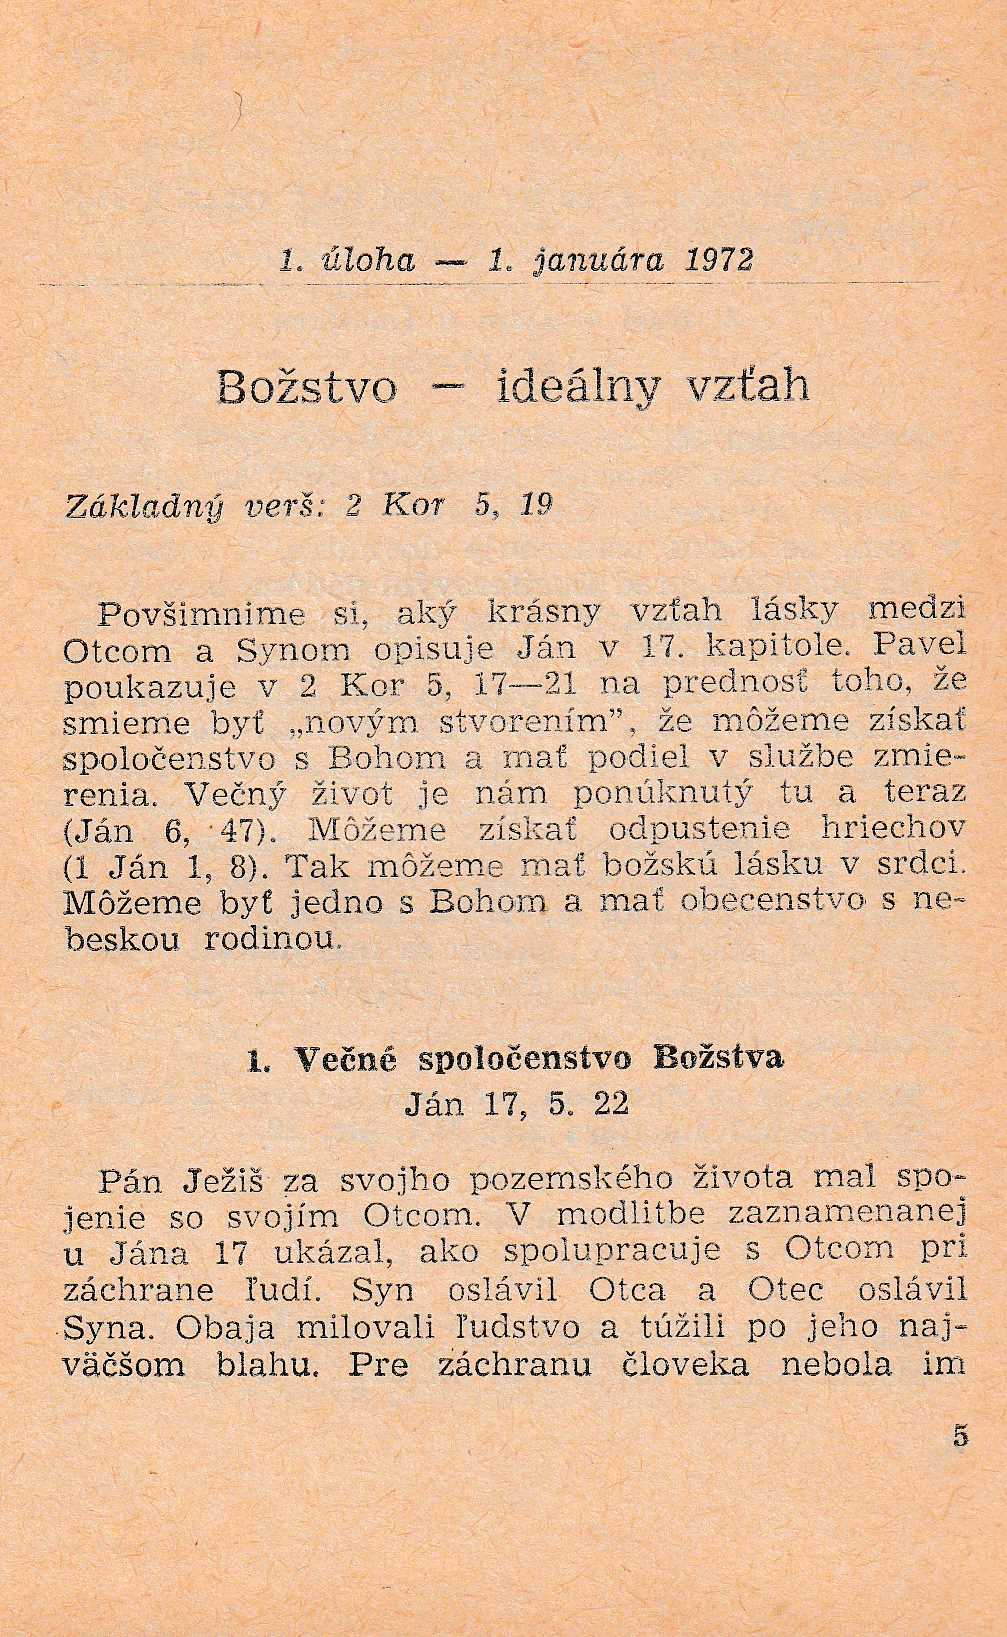 1. úloha — 1. januára 1972
Božstvo — ideálny vzťah
Základný verš: 2 Kor 5, 19
Povšimnime si, aký krásny vzťah lásky medzi
Otcom a Synom opisuje Ján v 17. kapitole. Pavel
poukazuje v 2 Kor 5, 17—21 na prednosť toho, že
smieme byť „novým stvorením”, že môžeme získať
spoločenstvo s Bohom a mať podiel v službe zmie-
renia. Večný život je nám ponúknutý tu a teraz
(Ján 6, 47). Môžeme získať odpustenie hriechov
(1 Ján 1, 8). Tak môžeme mať božskú lásku v srdci.
Môžeme byť jedno s Bohom a mať obecenstvo s ne-
beskou rodinou.
1. Večné spoločenstvo Božstva
Ján 17, 5. 22
Pán Ježiš za svojho pozemského života mal spo-
jenie so svojím Otcom. V modlitbe zaznamenanej
u Jána 17 ukázal, ako spolupracuje s Otcom pri
záchrane ľudí. Syn oslávil Otca a Otec oslávil
Syna. Obaja milovali ľudstvo a túžili po jeho naj-
väčšom blahu. Pre záchranu človeka nebola im
5